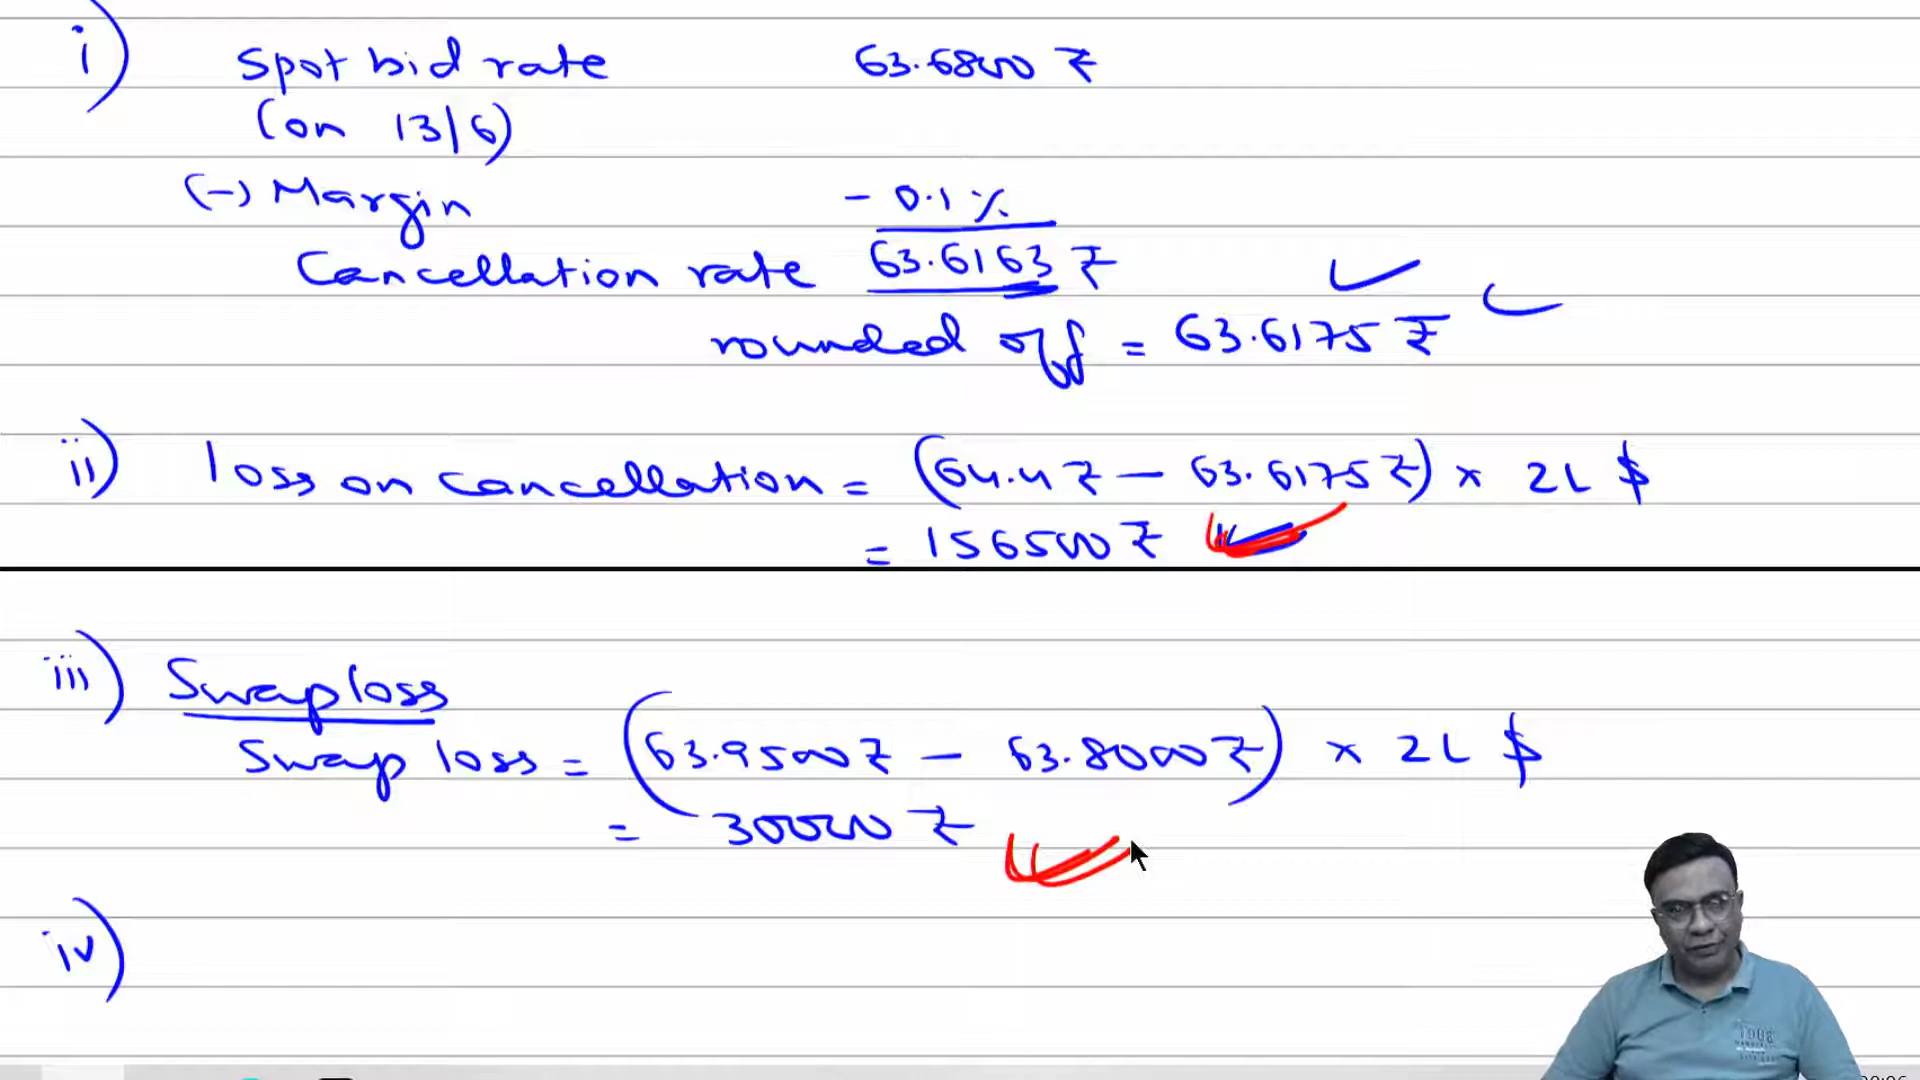 i) Spot bid rate 63.6800 ₹
(on 13/6)
(-) Margin - 0.1 %
Cancellation rate 63.6163 ₹
rounded off = 63.6175 ₹
ii) loss on cancellation = (64.4 ₹ - 63.6175 ₹) × 2L $
= 156500 ₹
iii) Swap loss
Swap loss = (63.9500 ₹ - 63.8000 ₹) × 2L $
= 30000 ₹
iv)